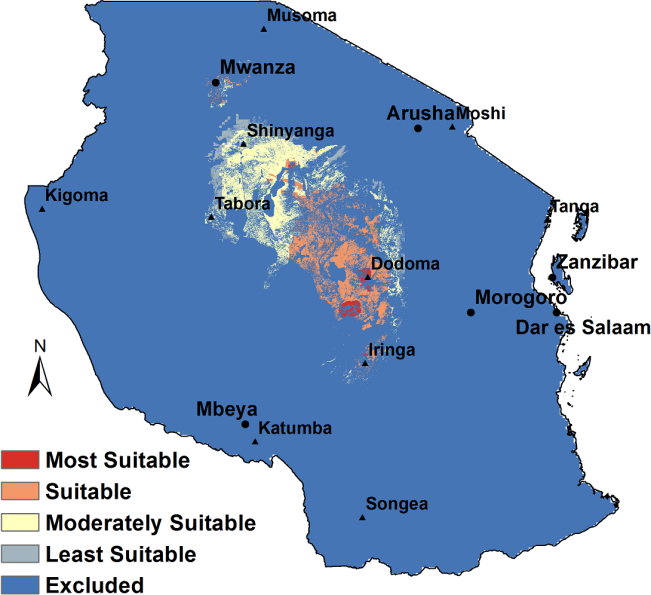 Musoma
Mwanza
Arusha
Moshi
Shinyanga
Kigoma
Tabora
Tanga
Dodoma
Zanzibar
Morogoro
Dar es Salaam
Iringa
N
Mbeya
Katumba
Most Suitable
Suitable
Songea
Moderately Suitable
Least Suitable
Excluded